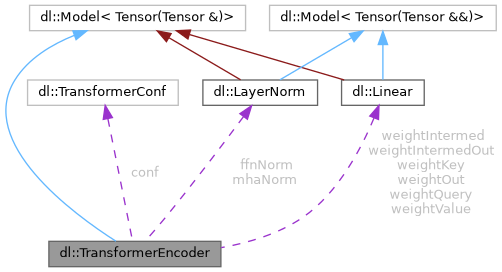 dl::Model< Tensor(Tensor &)>
dl::Model< Tensor(Tensor &&)>
dl::TransformerConf
dl::LayerNorm
dl::Linear
conf
ffnNorm
mhaNorm
weightIntermed
weightIntermedOut
weightKey
weightOut
weightQuery
weightValue
dl::TransformerEncoder